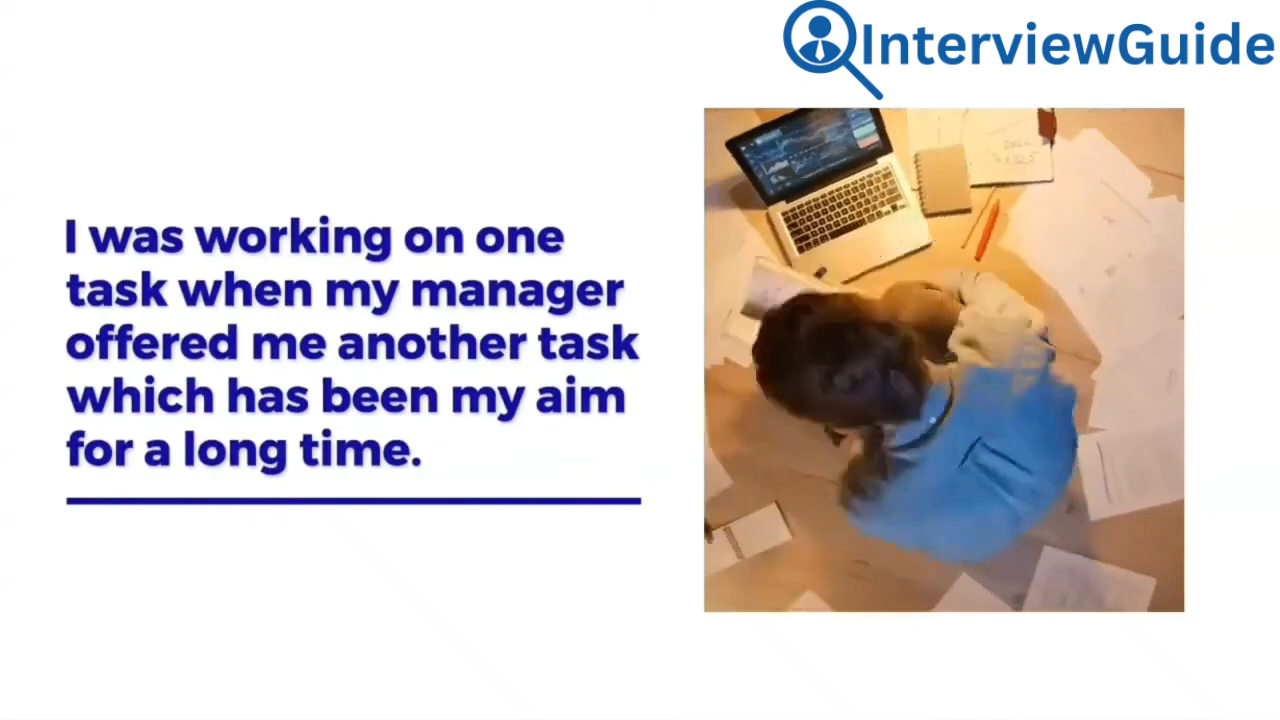 InterviewGuide
I was working on one
task when my manager
offered me another task
which has been my aim
for a long time.